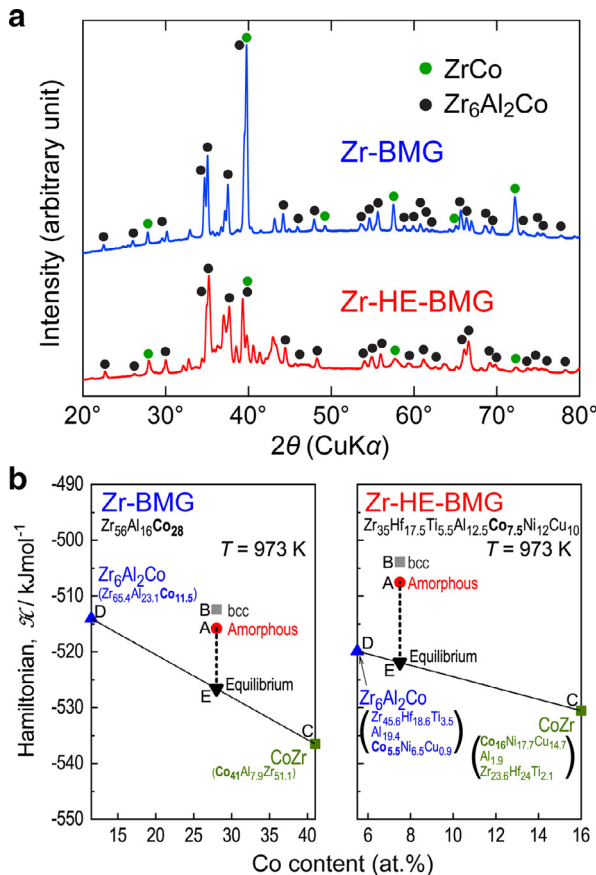 a
Intensity (arbitrary unit)
ZrCo
Zr6Al2Co
Zr-BMG
Zr-HE-BMG
20° 30° 40° 50° 60° 70° 80°
2θ (CuKα)
b
Hamiltonian, ℋ / kJmol-1
-490
-500
-510
-520
-530
-540
-550
Zr-BMG
Zr56Al16Co28
T = 973 K
Zr6Al2Co
(Zr65.4Al23.1Co11.5)
D
B bcc
A Amorphous
E Equilibrium
C
CoZr
(Co41Al7.9Zr51.1)
15 20 25 30 35 40
Zr-HE-BMG
Zr35Hf17.5Ti5.5Al12.5Co7.5Ni12Cu10
T = 973 K
B bcc
A Amorphous
D
E Equilibrium
C
Zr6Al2Co
(Zr45.6Hf18.6Ti3.5
Al19.4
Co5.5Ni6.5Cu0.9)
CoZr
(Co16Ni17.7Cu14.7
Al1.9
Zr23.6Hf24Ti2.1)
6 8 10 12 14 16
Co content (at.%)